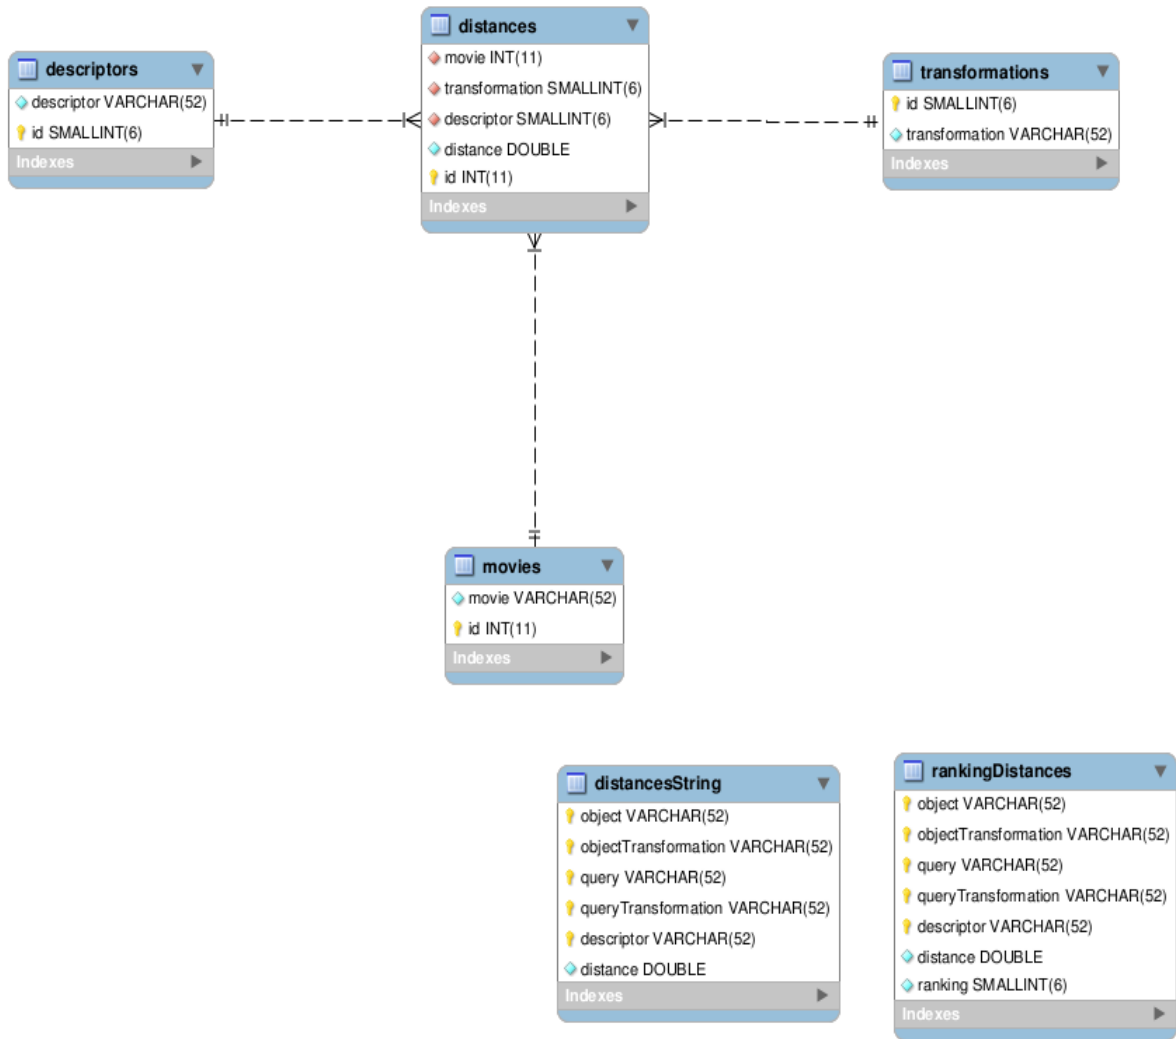 distances
movie INT(11)
transformation SMALLINT(6)
descriptor SMALLINT(6)
distance DOUBLE
id INT(11)
Indexes
descriptors
descriptor VARCHAR(52)
id SMALLINT(6)
Indexes
transformations
id SMALLINT(6)
transformation VARCHAR(52)
Indexes
movies
movie VARCHAR(52)
id INT(11)
Indexes
distancesString
object VARCHAR(52)
objectTransformation VARCHAR(52)
query VARCHAR(52)
queryTransformation VARCHAR(52)
descriptor VARCHAR(52)
distance DOUBLE
Indexes
rankingDistances
object VARCHAR(52)
objectTransformation VARCHAR(52)
query VARCHAR(52)
queryTransformation VARCHAR(52)
descriptor VARCHAR(52)
distance DOUBLE
ranking SMALLINT(6)
Indexes